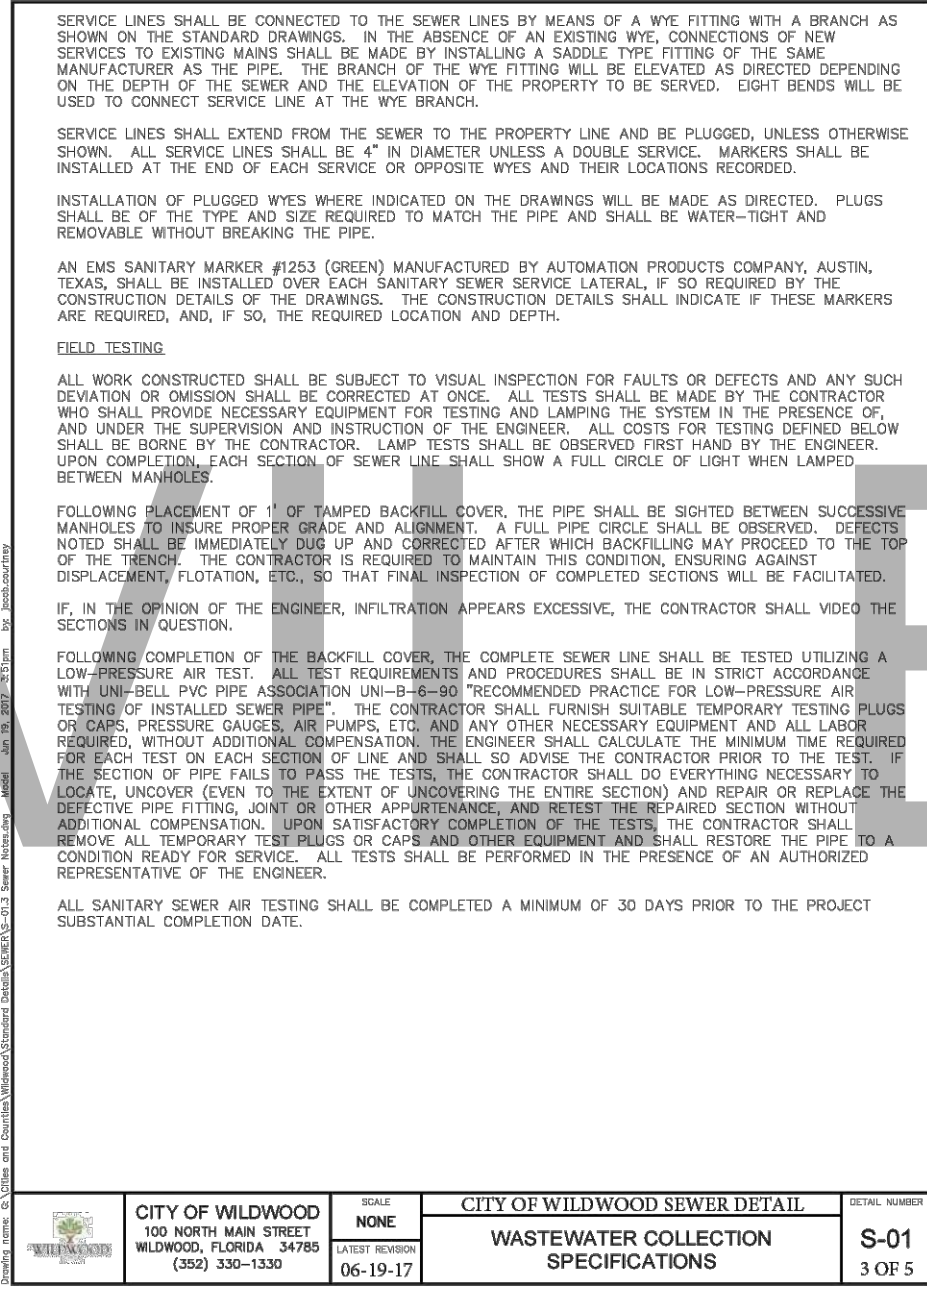 SERVICE LINES SHALL BE CONNECTED TO THE SEWER LINES BY MEANS OF A WYE FITTING WITH A BRANCH AS
SHOWN ON THE STANDARD DRAWINGS. IN THE ABSENCE OF AN EXISTING WYE, CONNECTIONS OF NEW
SERVICES TO EXISTING MAINS SHALL BE MADE BY INSTALLING A SADDLE TYPE FITTING OF THE SAME
MANUFACTURER AS THE PIPE. THE BRANCH OF THE WYE FITTING WILL BE ELEVATED AS DIRECTED DEPENDING
ON THE DEPTH OF THE SEWER AND THE ELEVATION OF THE PROPERTY TO BE SERVED. EIGHT BENDS WILL BE
USED TO CONNECT SERVICE LINE AT THE WYE BRANCH.
SERVICE LINES SHALL EXTEND FROM THE SEWER TO THE PROPERTY LINE AND BE PLUGGED, UNLESS OTHERWISE
SHOWN. ALL SERVICE LINES SHALL BE 4" IN DIAMETER UNLESS A DOUBLE SERVICE. MARKERS SHALL BE
INSTALLED AT THE END OF EACH SERVICE OR OPPOSITE WYES AND THEIR LOCATIONS RECORDED.
INSTALLATION OF PLUGGED WYES WHERE INDICATED ON THE DRAWINGS WILL BE MADE AS DIRECTED. PLUGS
SHALL BE OF THE TYPE AND SIZE REQUIRED TO MATCH THE PIPE AND SHALL BE WATER-TIGHT AND
REMOVABLE WITHOUT BREAKING THE PIPE.
AN EMS SANITARY MARKER #1253 (GREEN) MANUFACTURED BY AUTOMATION PRODUCTS COMPANY, AUSTIN,
TEXAS, SHALL BE INSTALLED OVER EACH SANITARY SEWER SERVICE LATERAL, IF SO REQUIRED BY THE
CONSTRUCTION DETAILS OF THE DRAWINGS. THE CONSTRUCTION DETAILS SHALL INDICATE IF THESE MARKERS
ARE REQUIRED, AND, IF SO, THE REQUIRED LOCATION AND DEPTH.
FIELD TESTING
ALL WORK CONSTRUCTED SHALL BE SUBJECT TO VISUAL INSPECTION FOR FAULTS OR DEFECTS AND ANY SUCH
DEVIATION OR OMISSION SHALL BE CORRECTED AT ONCE. ALL TESTS SHALL BE MADE BY THE CONTRACTOR
WHO SHALL PROVIDE NECESSARY EQUIPMENT FOR TESTING AND LAMPING THE SYSTEM IN THE PRESENCE OF,
AND UNDER THE SUPERVISION AND INSTRUCTION OF THE ENGINEER. ALL COSTS FOR TESTING DEFINED BELOW
SHALL BE BORNE BY THE CONTRACTOR. LAMP TESTS SHALL BE OBSERVED FIRST HAND BY THE ENGINEER.
UPON COMPLETION, EACH SECTION OF SEWER LINE SHALL SHOW A FULL CIRCLE OF LIGHT WHEN LAMPED
BETWEEN MANHOLES.
FOLLOWING PLACEMENT OF 1' OF TAMPED BACKFILL COVER, THE PIPE SHALL BE SIGHTED BETWEEN SUCCESSIVE
MANHOLES TO INSURE PROPER GRADE AND ALIGNMENT. A FULL PIPE CIRCLE SHALL BE OBSERVED. DEFECTS
NOTED SHALL BE IMMEDIATELY DUG UP AND CORRECTED AFTER WHICH BACKFILLING MAY PROCEED TO THE TOP
OF THE TRENCH. THE CONTRACTOR IS REQUIRED TO MAINTAIN THIS CONDITION, ENSURING AGAINST
DISPLACEMENT, FLOTATION, ETC., SO THAT FINAL INSPECTION OF COMPLETED SECTIONS WILL BE FACILITATED.
IF, IN THE OPINION OF THE ENGINEER, INFILTRATION APPEARS EXCESSIVE, THE CONTRACTOR SHALL VIDEO THE
SECTIONS IN QUESTION.
FOLLOWING COMPLETION OF THE BACKFILL COVER, THE COMPLETE SEWER LINE SHALL BE TESTED UTILIZING A
LOW-PRESSURE AIR TEST. ALL TEST REQUIREMENTS AND PROCEDURES SHALL BE IN STRICT ACCORDANCE
WITH UNI-BELL PVC PIPE ASSOCIATION UNI-B-6-90 "RECOMMENDED PRACTICE FOR LOW-PRESSURE AIR
TESTING OF INSTALLED SEWER PIPE". THE CONTRACTOR SHALL FURNISH SUITABLE TEMPORARY TESTING PLUGS
OR CAPS, PRESSURE GAUGES, AIR PUMPS, ETC. AND ANY OTHER NECESSARY EQUIPMENT AND ALL LABOR
REQUIRED, WITHOUT ADDITIONAL COMPENSATION. THE ENGINEER SHALL CALCULATE THE MINIMUM TIME REQUIRED
FOR EACH TEST ON EACH SECTION OF LINE AND SHALL SO ADVISE THE CONTRACTOR PRIOR TO THE TEST. IF
THE SECTION OF PIPE FAILS TO PASS THE TESTS, THE CONTRACTOR SHALL DO EVERYTHING NECESSARY TO
LOCATE, UNCOVER (EVEN TO THE EXTENT OF UNCOVERING THE ENTIRE SECTION) AND REPAIR OR REPLACE THE
DEFECTIVE PIPE FITTING, JOINT OR OTHER APPURTENANCE, AND RETEST THE REPAIRED SECTION WITHOUT
ADDITIONAL COMPENSATION. UPON SATISFACTORY COMPLETION OF THE TESTS, THE CONTRACTOR SHALL
REMOVE ALL TEMPORARY TEST PLUGS OR CAPS AND OTHER EQUIPMENT AND SHALL RESTORE THE PIPE TO A
CONDITION READY FOR SERVICE. ALL TESTS SHALL BE PERFORMED IN THE PRESENCE OF AN AUTHORIZED
REPRESENTATIVE OF THE ENGINEER.
ALL SANITARY SEWER AIR TESTING SHALL BE COMPLETED A MINIMUM OF 30 DAYS PRIOR TO THE PROJECT
SUBSTANTIAL COMPLETION DATE.
Drawing name: G:\Cities and Counties\Wildwood\Standard Details\SEWER\S-01.3 Sewer Notes.dwg Model Jun 19, 2017 3:51pm by: jacob.courtney
VILLE
WILDWOOD
CITY OF WILDWOOD
100 NORTH MAIN STREET
WILDWOOD, FLORIDA 34785
(352) 330-1330
SCALE
NONE
LATEST REVISION
06-19-17
CITY OF WILDWOOD SEWER DETAIL
WASTEWATER COLLECTION
SPECIFICATIONS
DETAIL NUMBER
S-01
3 OF 5